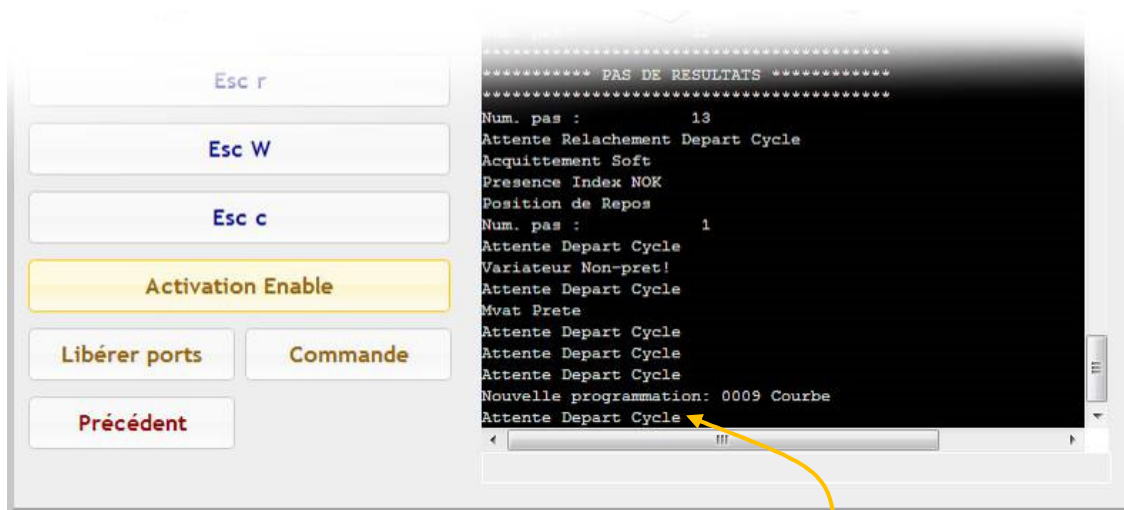 Esc r
Esc W
Esc c
Activation Enable
Libérer ports
Commande
Précédent
****************************************
*********** PAS DE RESULTATS ************
****************************************
Num. pas : 13
Attente Relachement Depart Cycle
Acquittement Soft
Presence Index NOK
Position de Repos
Num. pas : 1
Attente Depart Cycle
Variateur Non-pret!
Attente Depart Cycle
Mvat Prete
Attente Depart Cycle
Attente Depart Cycle
Attente Depart Cycle
Nouvelle programmation: 0009 Courbe
Attente Depart Cycle